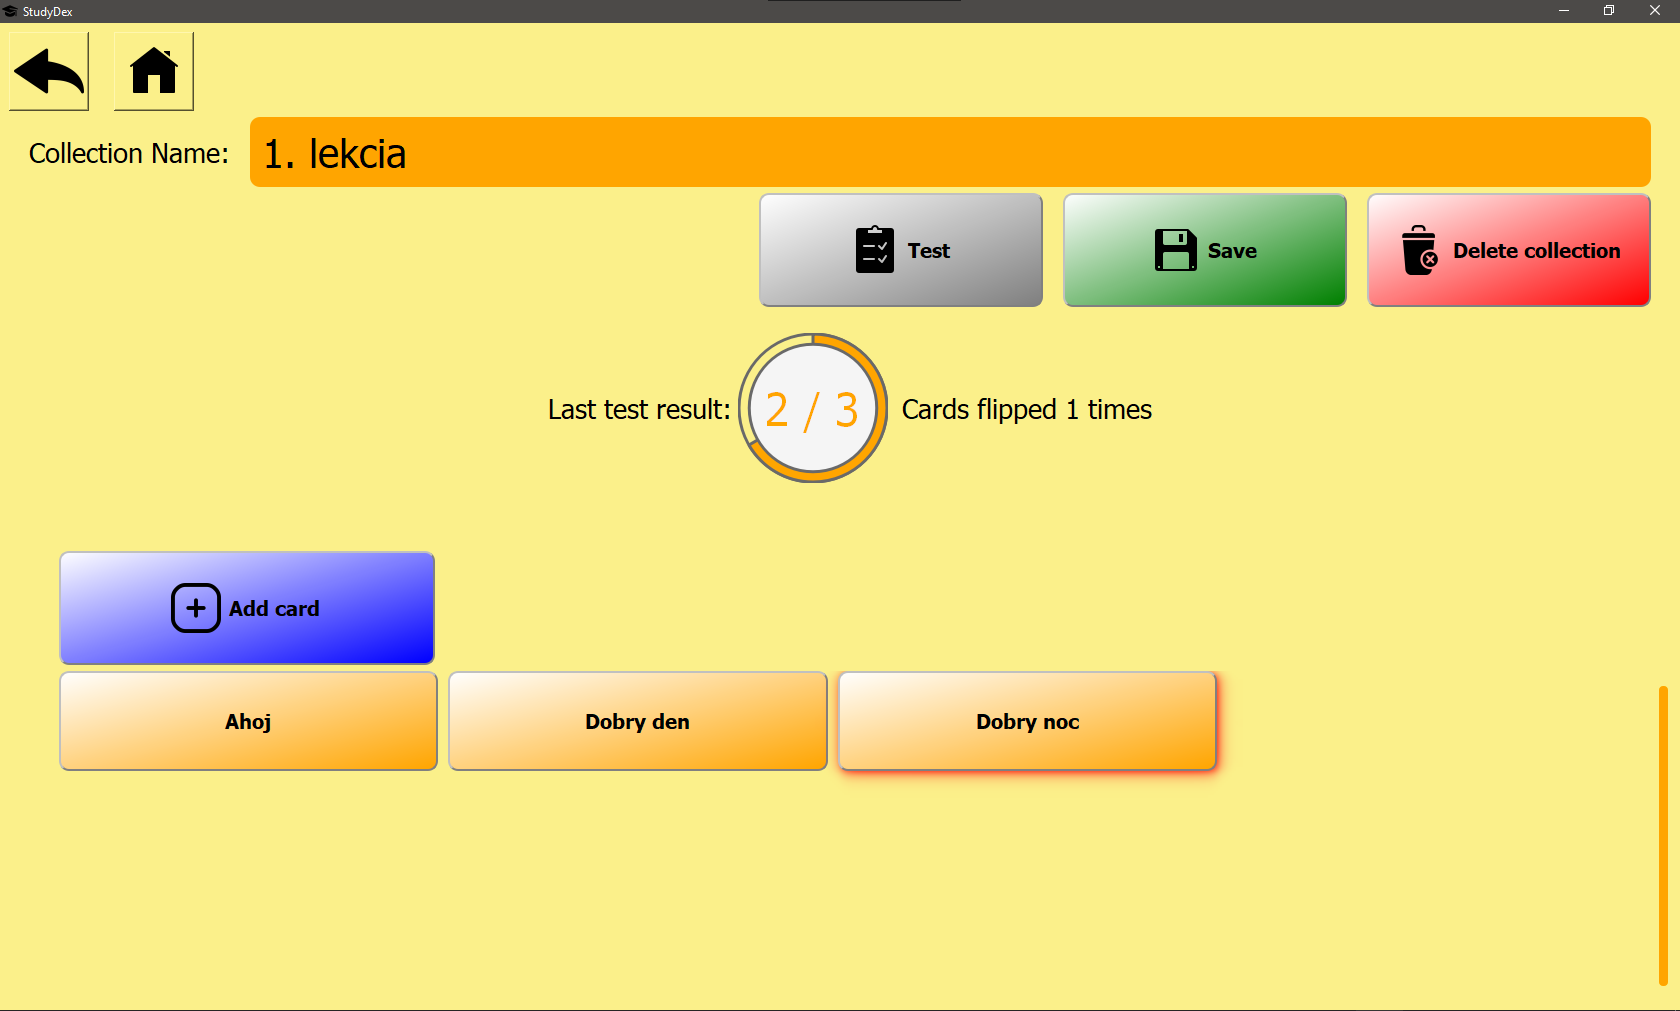 StudyDex
Collection Name:
1. lekcia
Test
Save
Delete collection
Last test result:
2 / 3
Cards flipped 1 times
Add card
Ahoj
Dobry den
Dobry noc